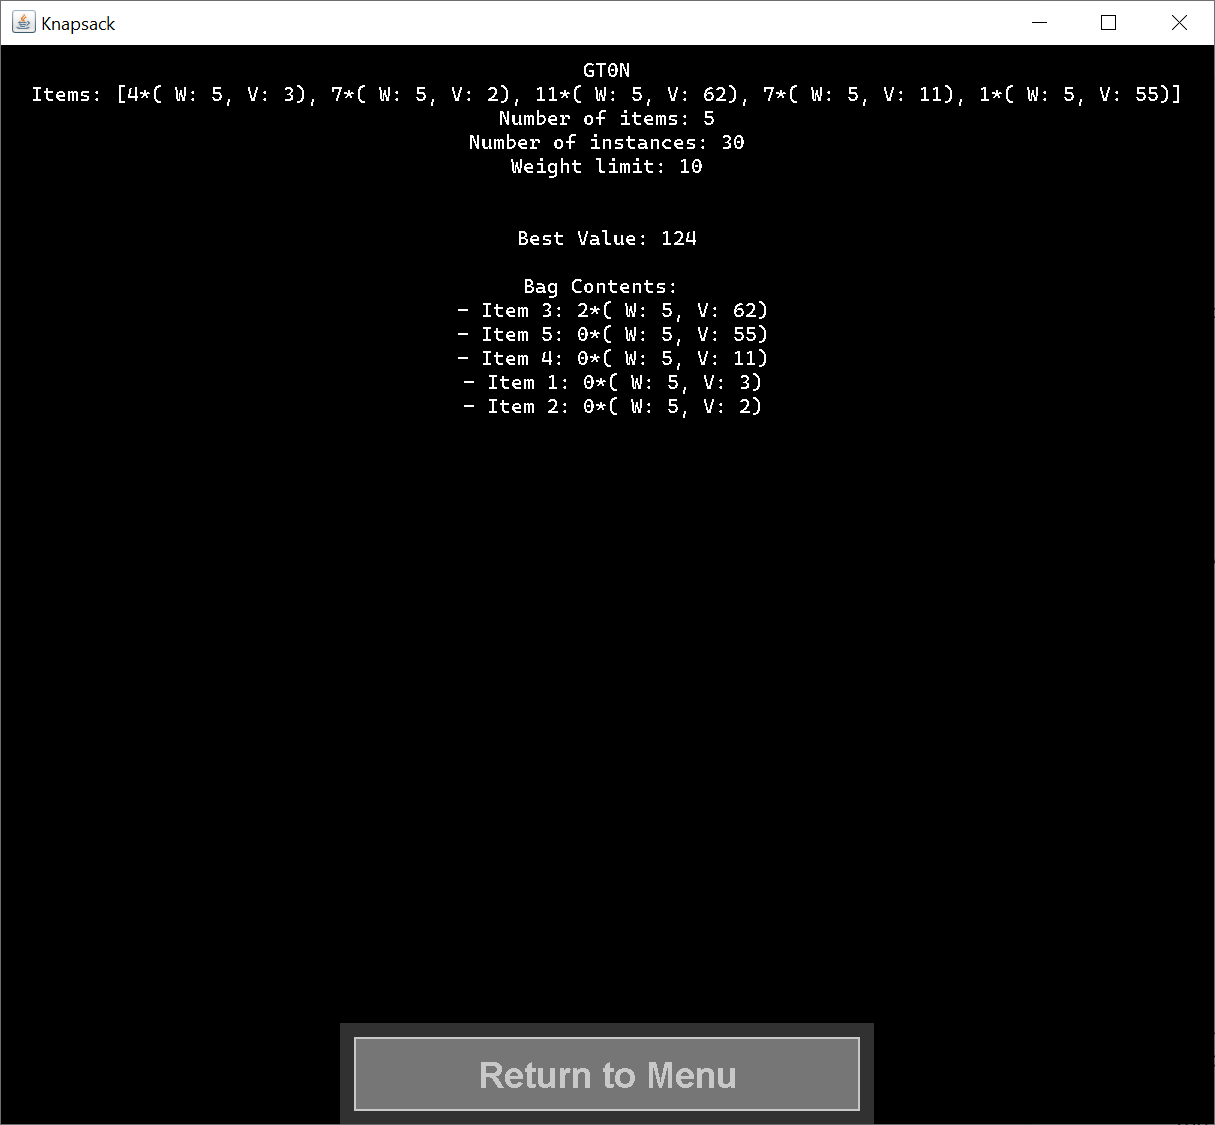 Knapsack
GT0N
Items: [4*( W: 5, V: 3), 7*( W: 5, V: 2), 11*( W: 5, V: 62), 7*( W: 5, V: 11), 1*( W: 5, V: 55)]
Number of items: 5
Number of instances: 30
Weight limit: 10
Best Value: 124
Bag Contents:
- Item 3: 2*( W: 5, V: 62)
- Item 5: 0*( W: 5, V: 55)
- Item 4: 0*( W: 5, V: 11)
- Item 1: 0*( W: 5, V: 3)
- Item 2: 0*( W: 5, V: 2)
Return to Menu